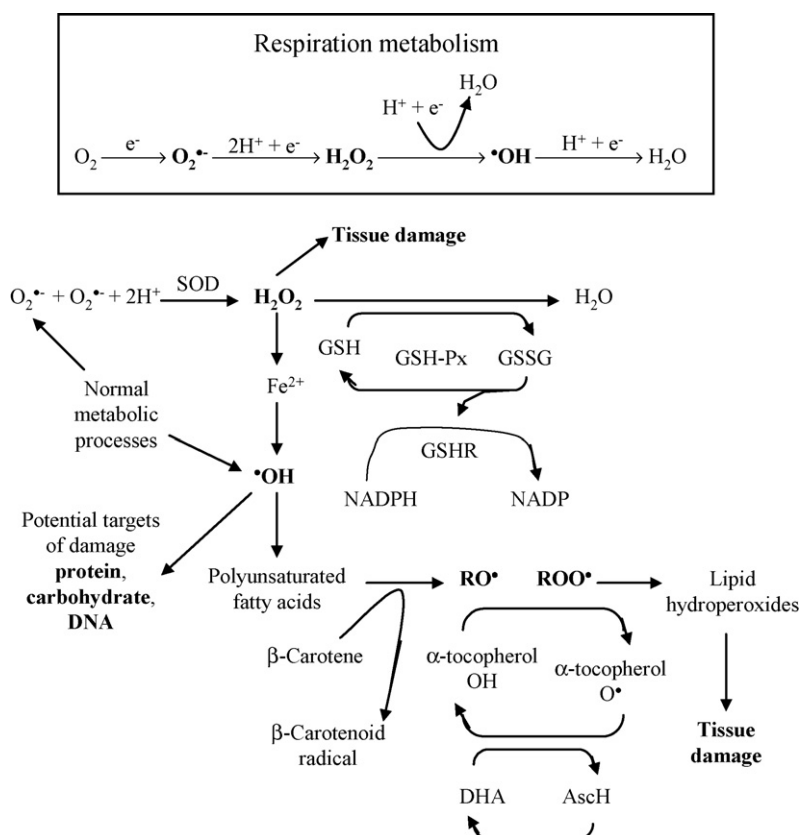 Respiration metabolism
H₂O
H⁺ + e⁻
O₂ e⁻ O₂•⁻ 2H⁺ + e⁻ H₂O₂ •OH H⁺ + e⁻ H₂O
Tissue damage
O₂•⁻ + O₂•⁻ + 2H⁺ SOD H₂O₂ H₂O
GSH GSH-Px GSSG
Fe²⁺
Normal
metabolic
processes
GSHR
•OH
NADPH NADP
Potential targets
of damage
protein,
carbohydrate,
DNA
Polyunsaturated
fatty acids
RO• ROO• Lipid
hydroperoxides
β-Carotene
α-tocopherol
OH
α-tocopherol
O•
β-Carotenoid
radical
Tissue
damage
DHA AscH